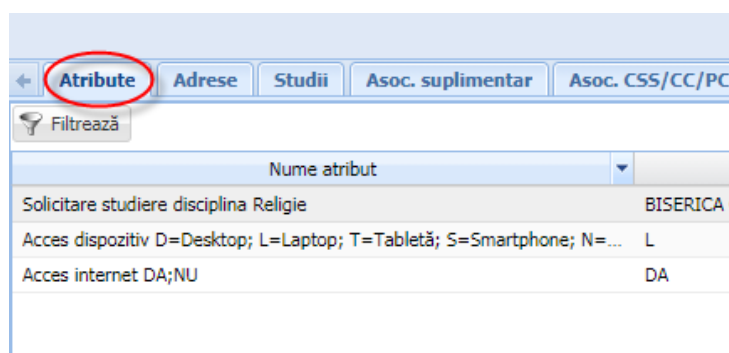 Atribute Adrese Studii Asoc. suplimentar Asoc. CSS/CC/PC
Filtrează
Nume atribut
Solicitare studiere disciplina Religie BISERICA
Acces dispozitiv D=Desktop; L=Laptop; T=Tabletă; S=Smartphone; N=... L
Acces internet DA;NU DA